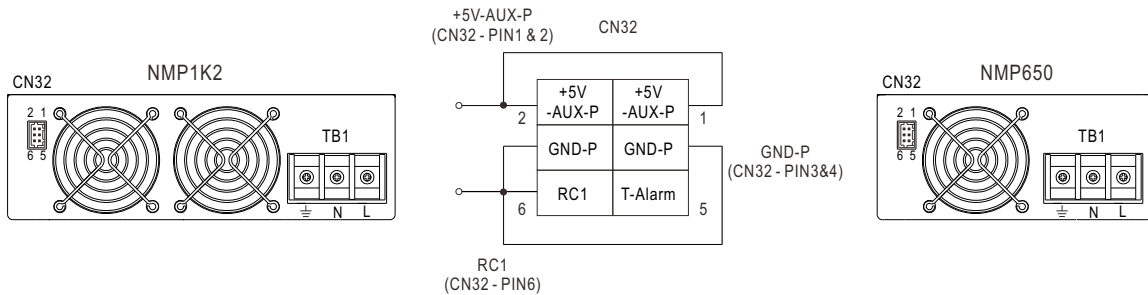 +5V-AUX-P
(CN32 - PIN1 & 2)
CN32
NMP1K2
CN32
2 1
6 5
TB1
N L
+5V
-AUX-P
+5V
-AUX-P
2
1
GND-P
GND-P
GND-P
(CN32 - PIN3&4)
RC1
T-Alarm
6
5
RC1
(CN32 - PIN6)
NMP650
CN32
2 1
6 5
TB1
N L